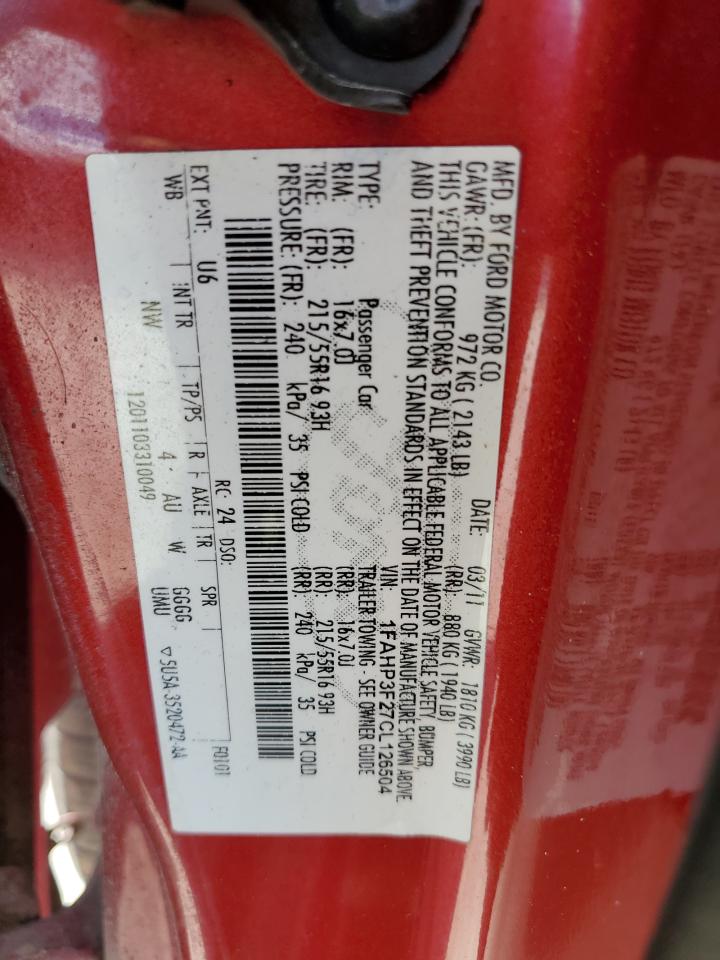 MFD. BY FORD MOTOR CO.
DATE: 03/11 GVWR: 1810 KG ( 3990 LB)
GAWR: (FR): 972 KG ( 2143 LB) (RR): 880 KG ( 1940 LB)
THIS VEHICLE CONFORMS TO ALL APPLICABLE FEDERAL MOTOR VEHICLE SAFETY, BUMPER,
AND THEFT PREVENTION STANDARDS IN EFFECT ON THE DATE OF MANUFACTURE SHOWN ABOVE
VIN: 1FAHP3F27CL126504
TYPE: Passenger Car TRAILER TOWING - SEE OWNER GUIDE
RIM: (FR): 16x7.0J (RR): 16x7.0J
TIRE: (FR): 215/55R16 93H (RR): 215/55R16 93H
PRESSURE: (FR): 240 kPa/ 35 PSI COLD (RR): 240 kPa/ 35 PSI COLD
RC: 24 DSO: F0101
EXT PNT: U6
WB INT TR TP/PS R AXLE TR SPR
NW 4 AU W GGGG
1201103310049 UMU
5U5A-3520472-AA